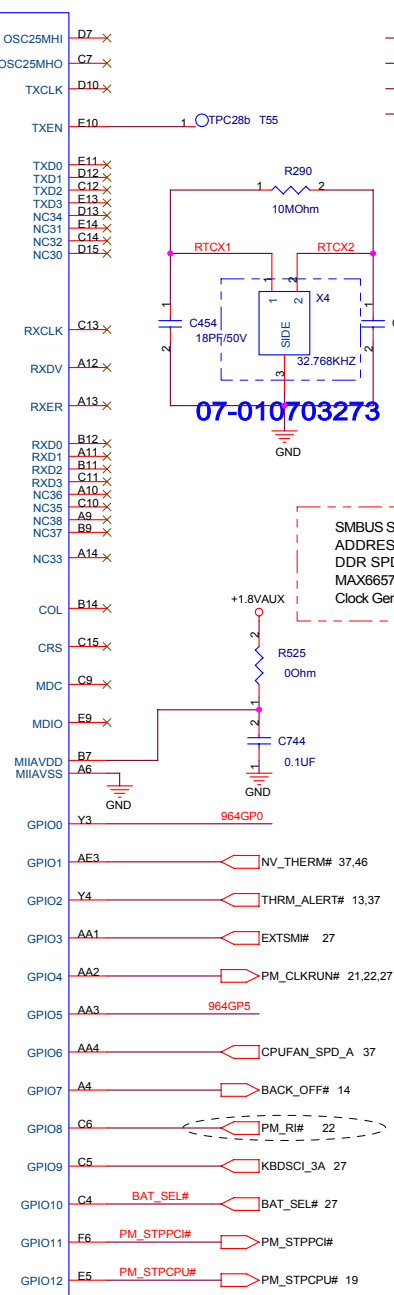 OSC25MHI D7
OSC25MHO C7
TXCLK D10
TXEN E10 1 TPC28b T55
TXD0 E11
TXD1 D12
TXD2 C12
TXD3 E13
NC34 D13
NC31 E14
NC32 C14
NC30 D15
R290
1 2
10MOhm
RTCX1 RTCX2
1 2
1 2 X4
SIDE
3
32.768KHZ
1
C454
18PF/50V
2
1
2
07-010703273
GND
RXCLK C13
RXDV A12
RXER A13
RXD0 B12
RXD1 A11
RXD2 B11
RXD3 C11
NC36 A10
NC35 C10
NC38 A9
NC37 B9
NC33 A14
SMBUS S
ADDRES
DDR SPD
MAX6657
Clock Gen
COL B14
CRS C15
MDC C9
MDIO E9
MIIAVDD B7
MIIAVSS A6
GND
+1.8VAUX
2
R525
0Ohm
1
2
C744
0.1UF
1
GND
GPIO0 Y3 964GP0
GPIO1 AE3 NV_THERM# 37,46
GPIO2 Y4 THRM_ALERT# 13,37
GPIO3 AA1 EXTSMI# 27
GPIO4 AA2 PM_CLKRUN# 21,22,27
GPIO5 AA3 964GP5
GPIO6 AA4 CPUFAN_SPD_A 37
GPIO7 A4 BACK_OFF# 14
GPIO8 C6 PM_RI# 22
GPIO9 C5 KBDSCI_3A 27
GPIO10 C4 BAT_SEL# BAT_SEL# 27
GPIO11 F6 PM_STPPCI# PM_STPPCI#
GPIO12 E5 PM_STPCPU# PM_STPCPU# 19